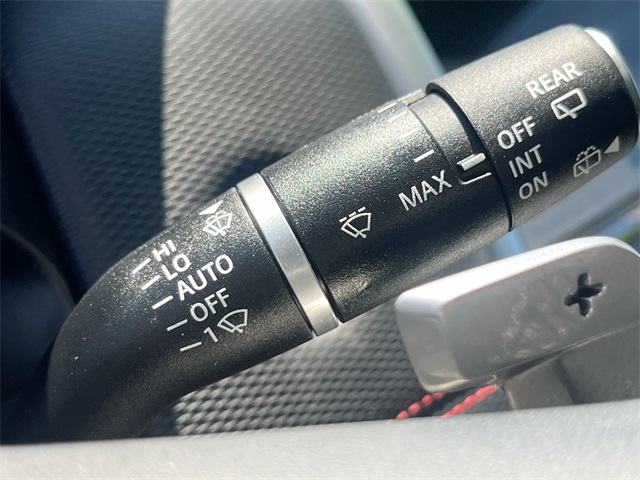 REAR
OFF
INT
ON
MAX
HI
LO
AUTO
OFF
1